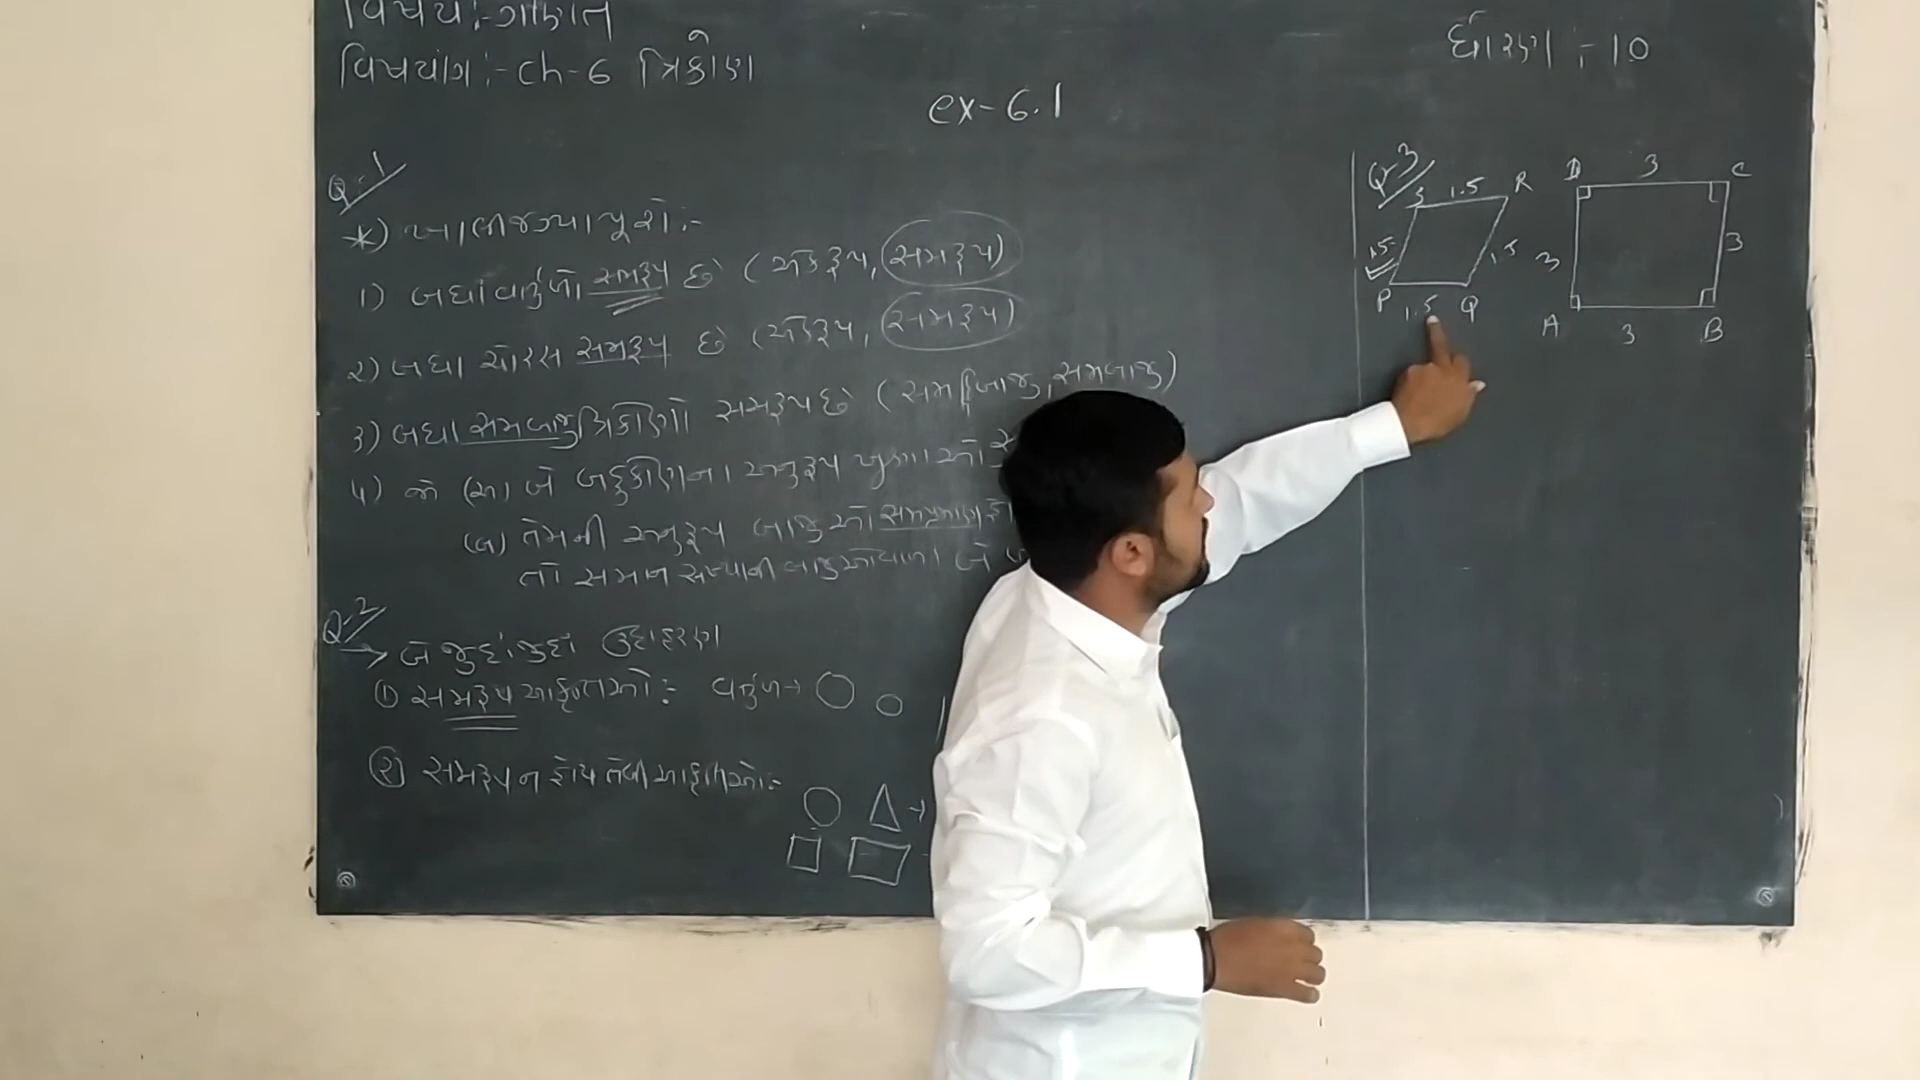 વિષય:-ગણિત
વિષયાંગ:-Ch-6 ત્રિકોણ
ધોરણ :-10
ex-6.1
Q-1
*) ખાલી જગ્યા પૂરો:-
1) બધાં વર્તુળો સમરૂપ છે (એકરૂપ, સમરૂપ)
૨) બધા ચોરસ સમરૂપ છે (એકરૂપ, સમરૂપ)
૩) બધા સમબાજુ ત્રિકોણો સમરૂપ છે (સમદ્વિબાજુ, સમબાજુ)
૪) જો (અ) બે બહુકોણના અનુરૂપ ખૂણાઓ
(બ) તેમની અનુરૂપ બાજુઓ સમપ્રમાણ
તો સમાન સંખ્યાની બાજુઓવાળા બે
Q-2
→ બે જુદાં જુદાં ઉદાહરણ
① સમરૂપ આકૃતિઓ:- વર્તુળ→
② સમરૂપ ન હોય તેવી આકૃતિઓ:-
Q-3
S 1.5 R
1.5 1.5
P 1.5 Q
D 3 C
3 3
A 3 B